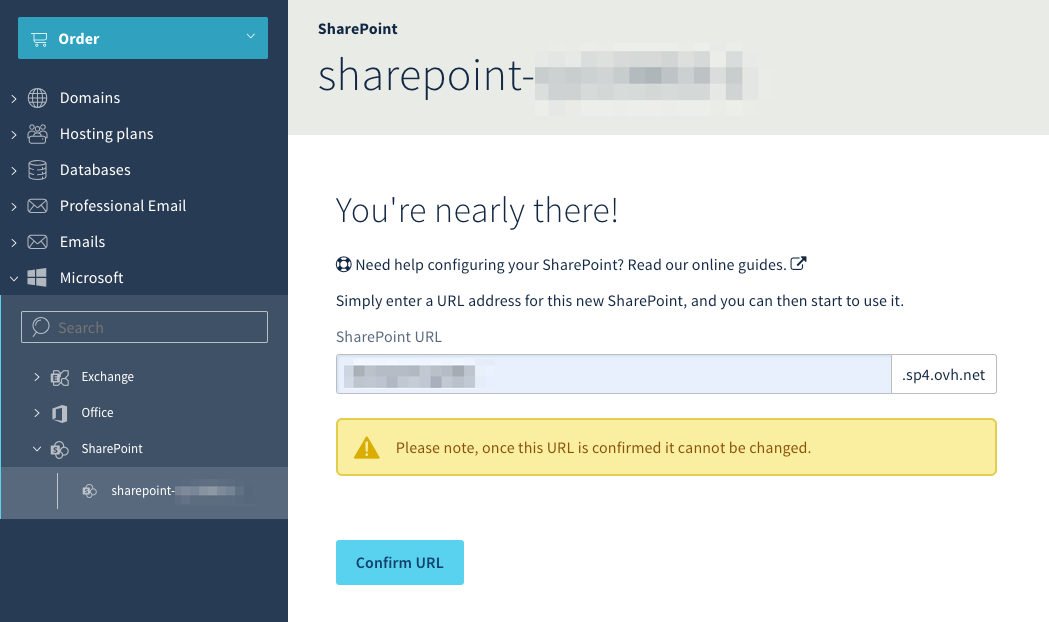 Order
Domains
Hosting plans
Databases
Professional Email
Emails
Microsoft
Search
Exchange
Office
SharePoint
sharepoint-
SharePoint
sharepoint-
You're nearly there!
Need help configuring your SharePoint? Read our online guides.
Simply enter a URL address for this new SharePoint, and you can then start to use it.
SharePoint URL
.sp4.ovh.net
Please note, once this URL is confirmed it cannot be changed.
Confirm URL